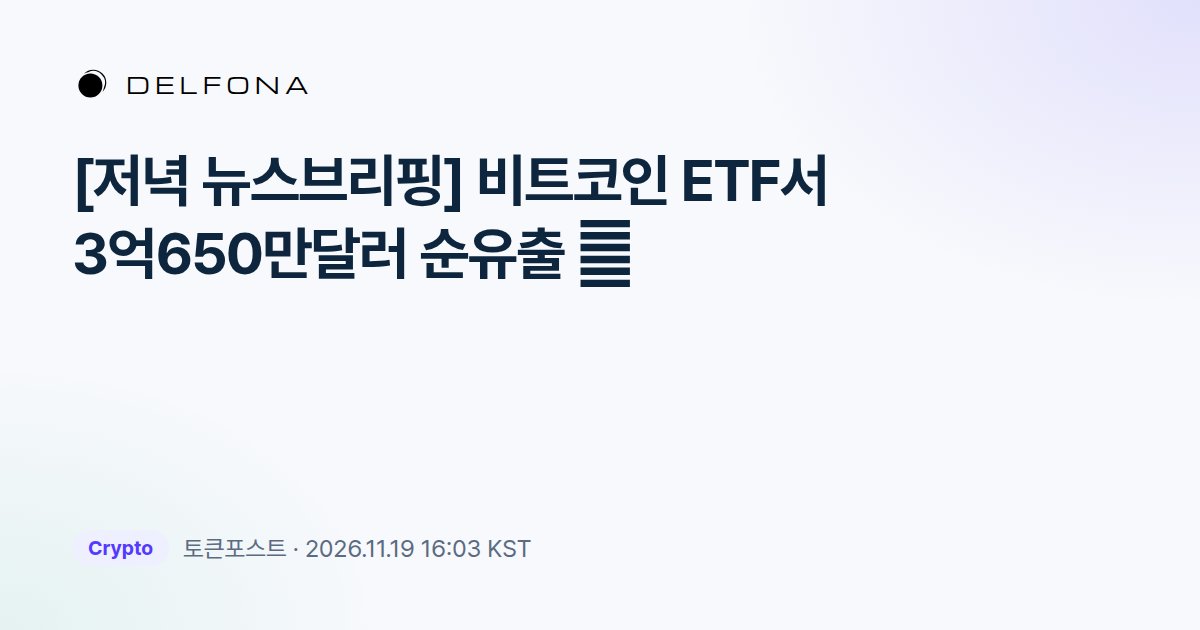 DELFONA
[저녁 뉴스브리핑] 비트코인 ETF서
3억650만달러 순유출
Crypto 토큰포스트 · 2026.11.19 16:03 KST